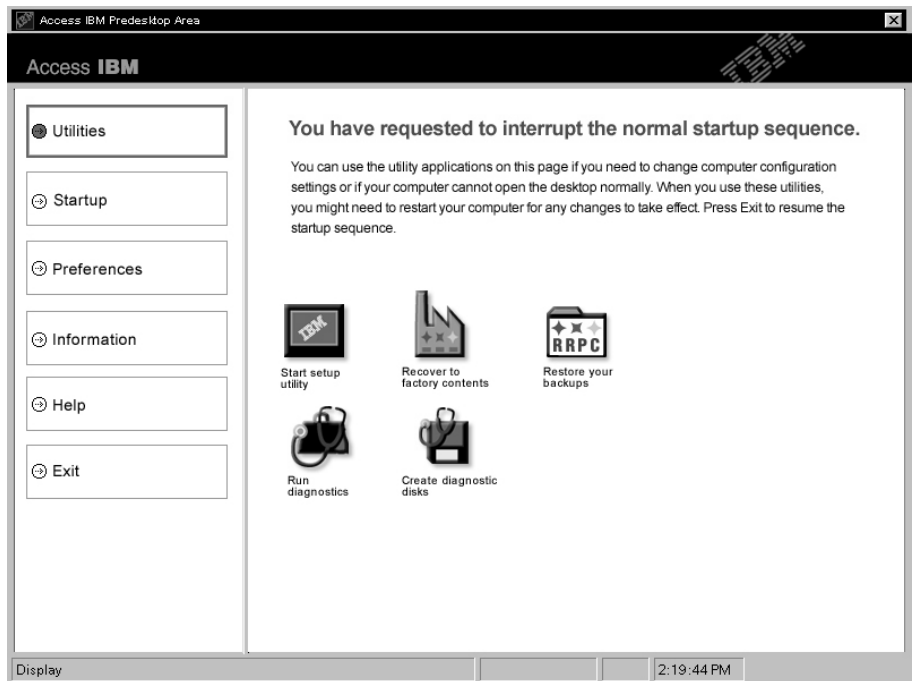 Access IBM Predesktop Area
Access IBM
IBM
Utilities
Startup
Preferences
Information
Help
Exit
You have requested to interrupt the normal startup sequence.
You can use the utility applications on this page if you need to change computer configuration
settings or if your computer cannot open the desktop normally. When you use these utilities,
you might need to restart your computer for any changes to take effect. Press Exit to resume the
startup sequence.
IBM
Start setup
utility
Recover to
factory contents
RRPC
Restore your
backups
Run
diagnostics
Create diagnostic
disks
Display
2:19:44 PM